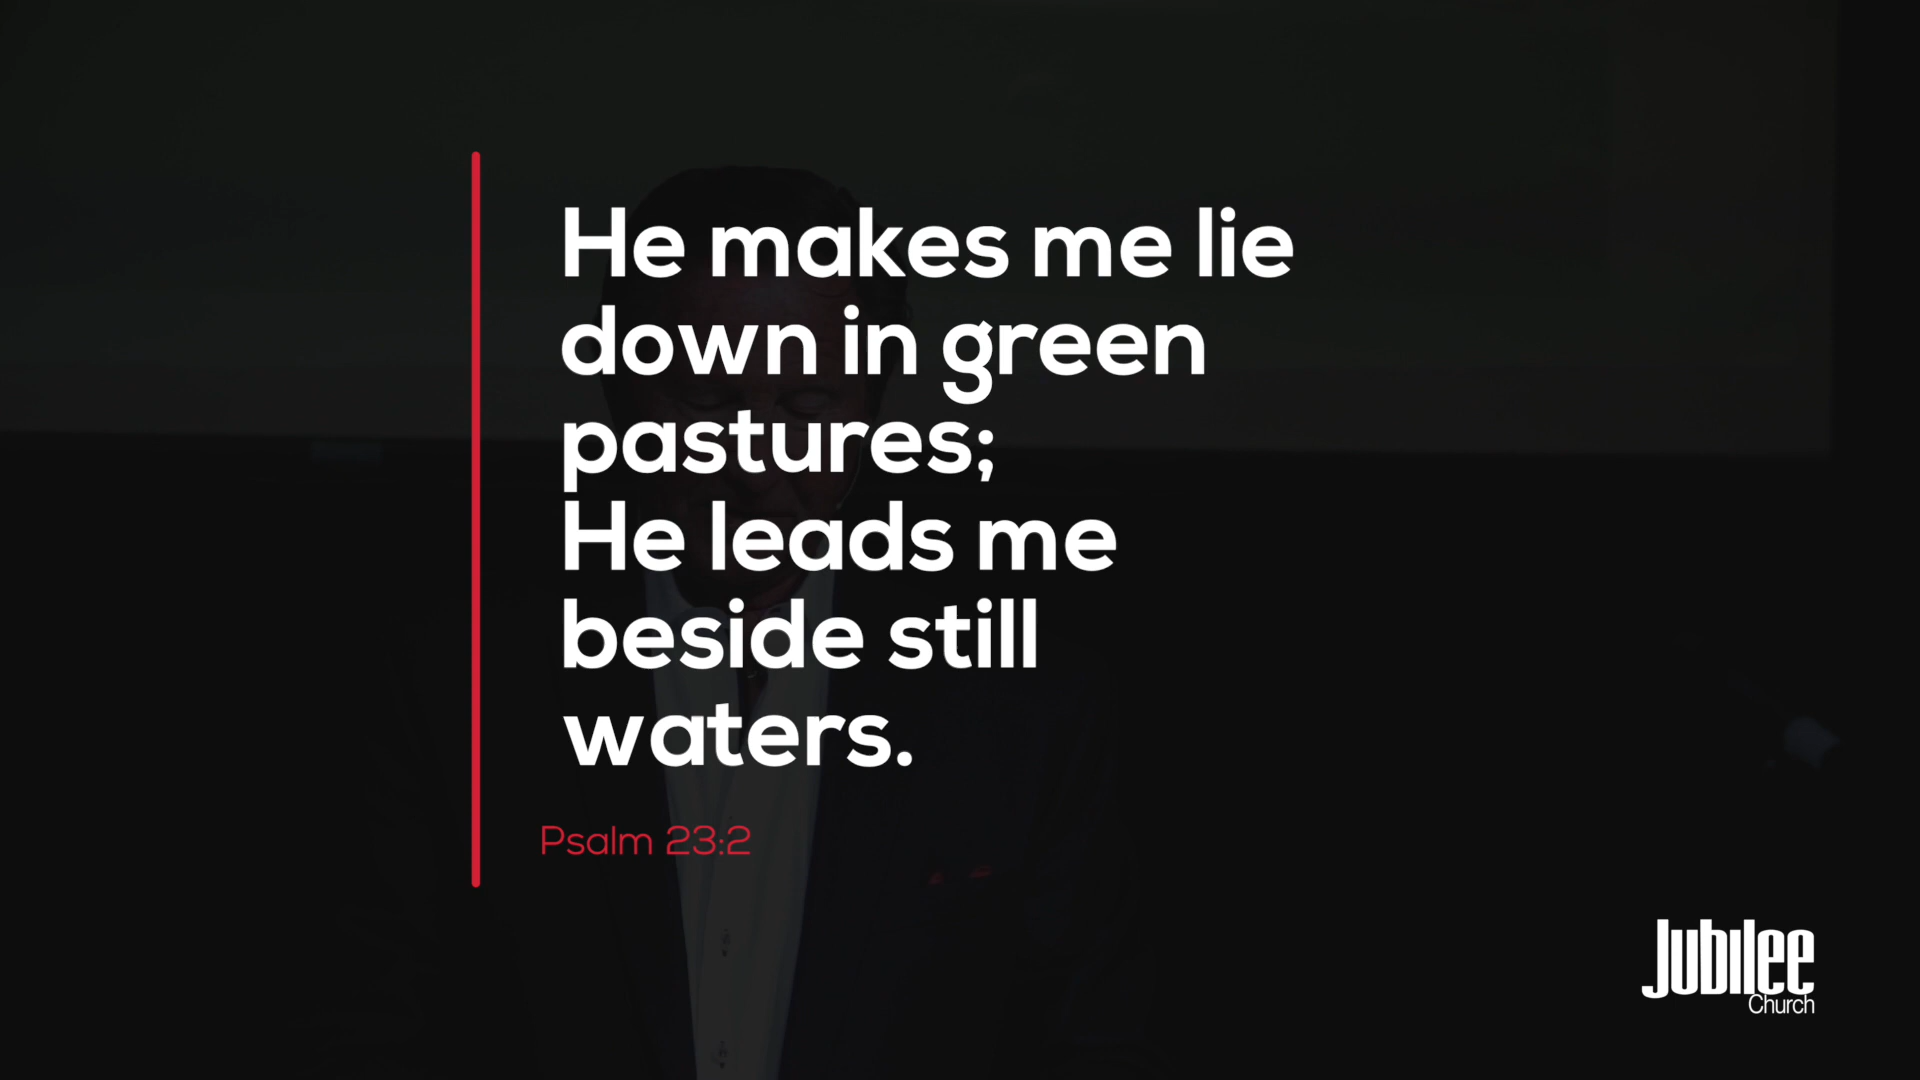 He makes me lie
down in green
pastures;
He leads me
beside still
waters.
Psalm 23:2
Jubilee
Church